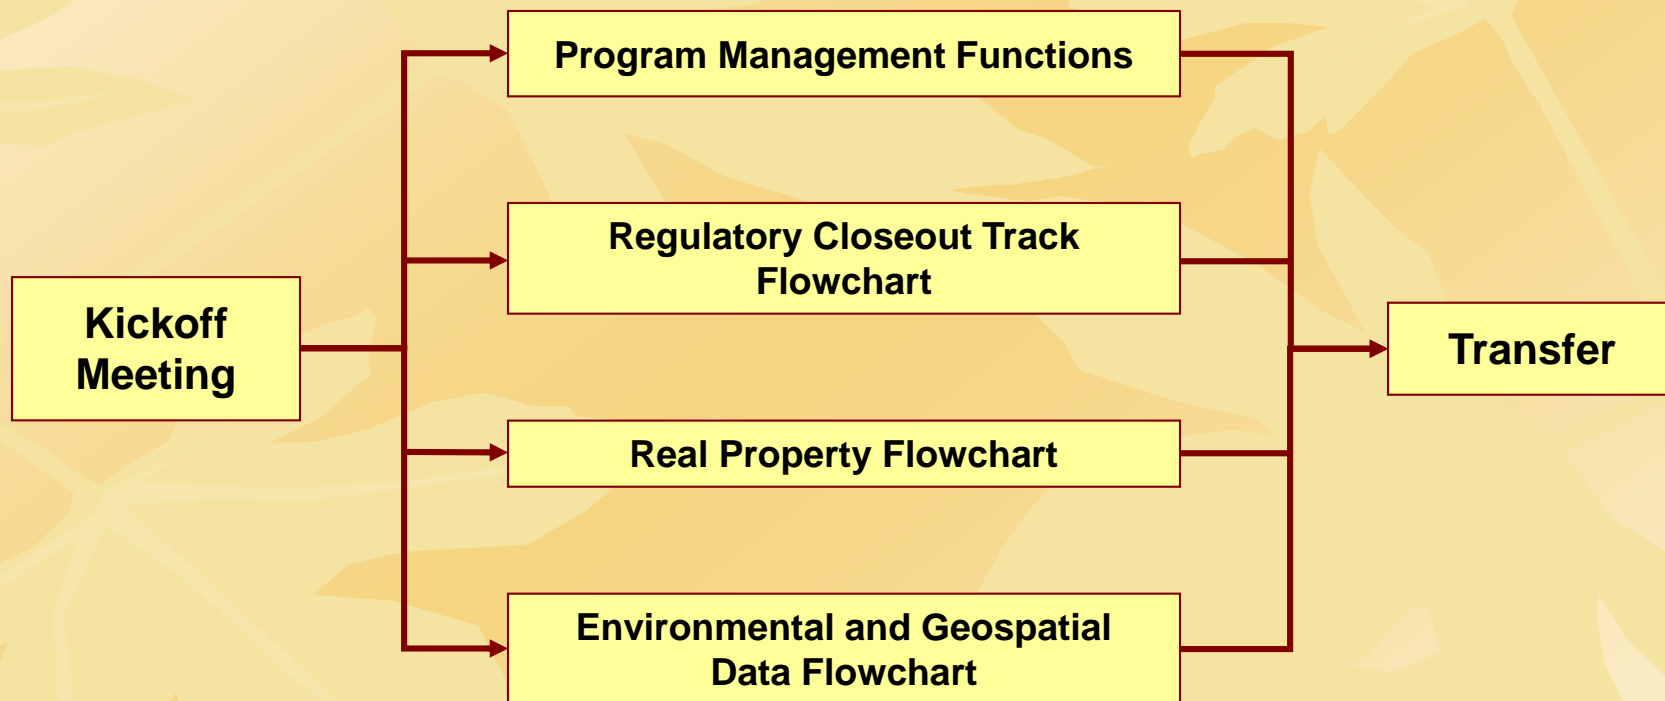 Program Management Functions
Regulatory Closeout Track
Flowchart
Kickoff
Meeting
Transfer
Real Property Flowchart
Environmental and Geospatial
Data Flowchart